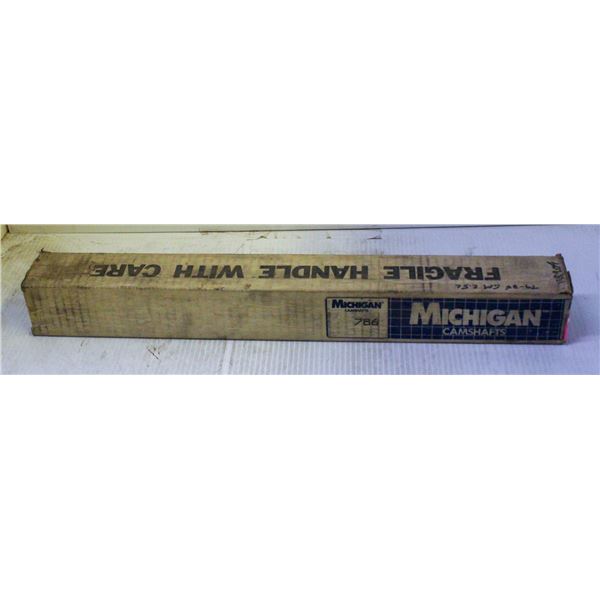 FRAGILE HANDLE WITH CARE
MICHIGAN
CAMSHAFTS
786
MICHIGAN
CAMSHAFTS